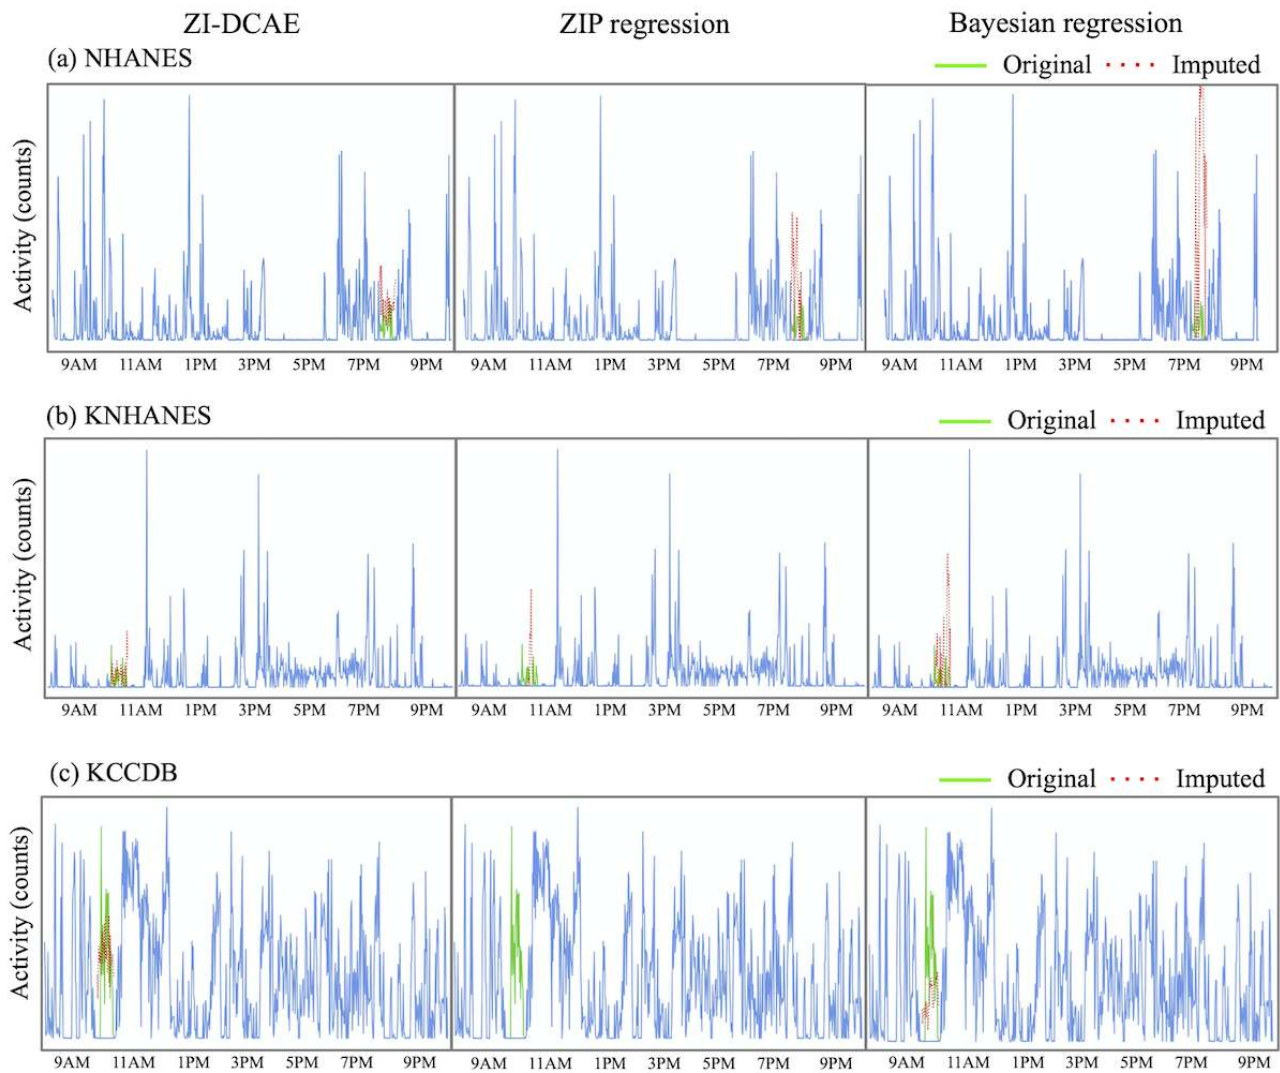 ZI-DCAE ZIP regression Bayesian regression
(a) NHANES
Original Imputed
Activity (counts)
9AM 11AM 1PM 3PM 5PM 7PM 9PM 9AM 11AM 1PM 3PM 5PM 7PM 9PM 9AM 11AM 1PM 3PM 5PM 7PM 9PM
(b) KNHANES
Original Imputed
Activity (counts)
9AM 11AM 1PM 3PM 5PM 7PM 9PM 9AM 11AM 1PM 3PM 5PM 7PM 9PM 9AM 11AM 1PM 3PM 5PM 7PM 9PM
(c) KCCDB
Original Imputed
Activity (counts)
9AM 11AM 1PM 3PM 5PM 7PM 9PM 9AM 11AM 1PM 3PM 5PM 7PM 9PM 9AM 11AM 1PM 3PM 5PM 7PM 9PM